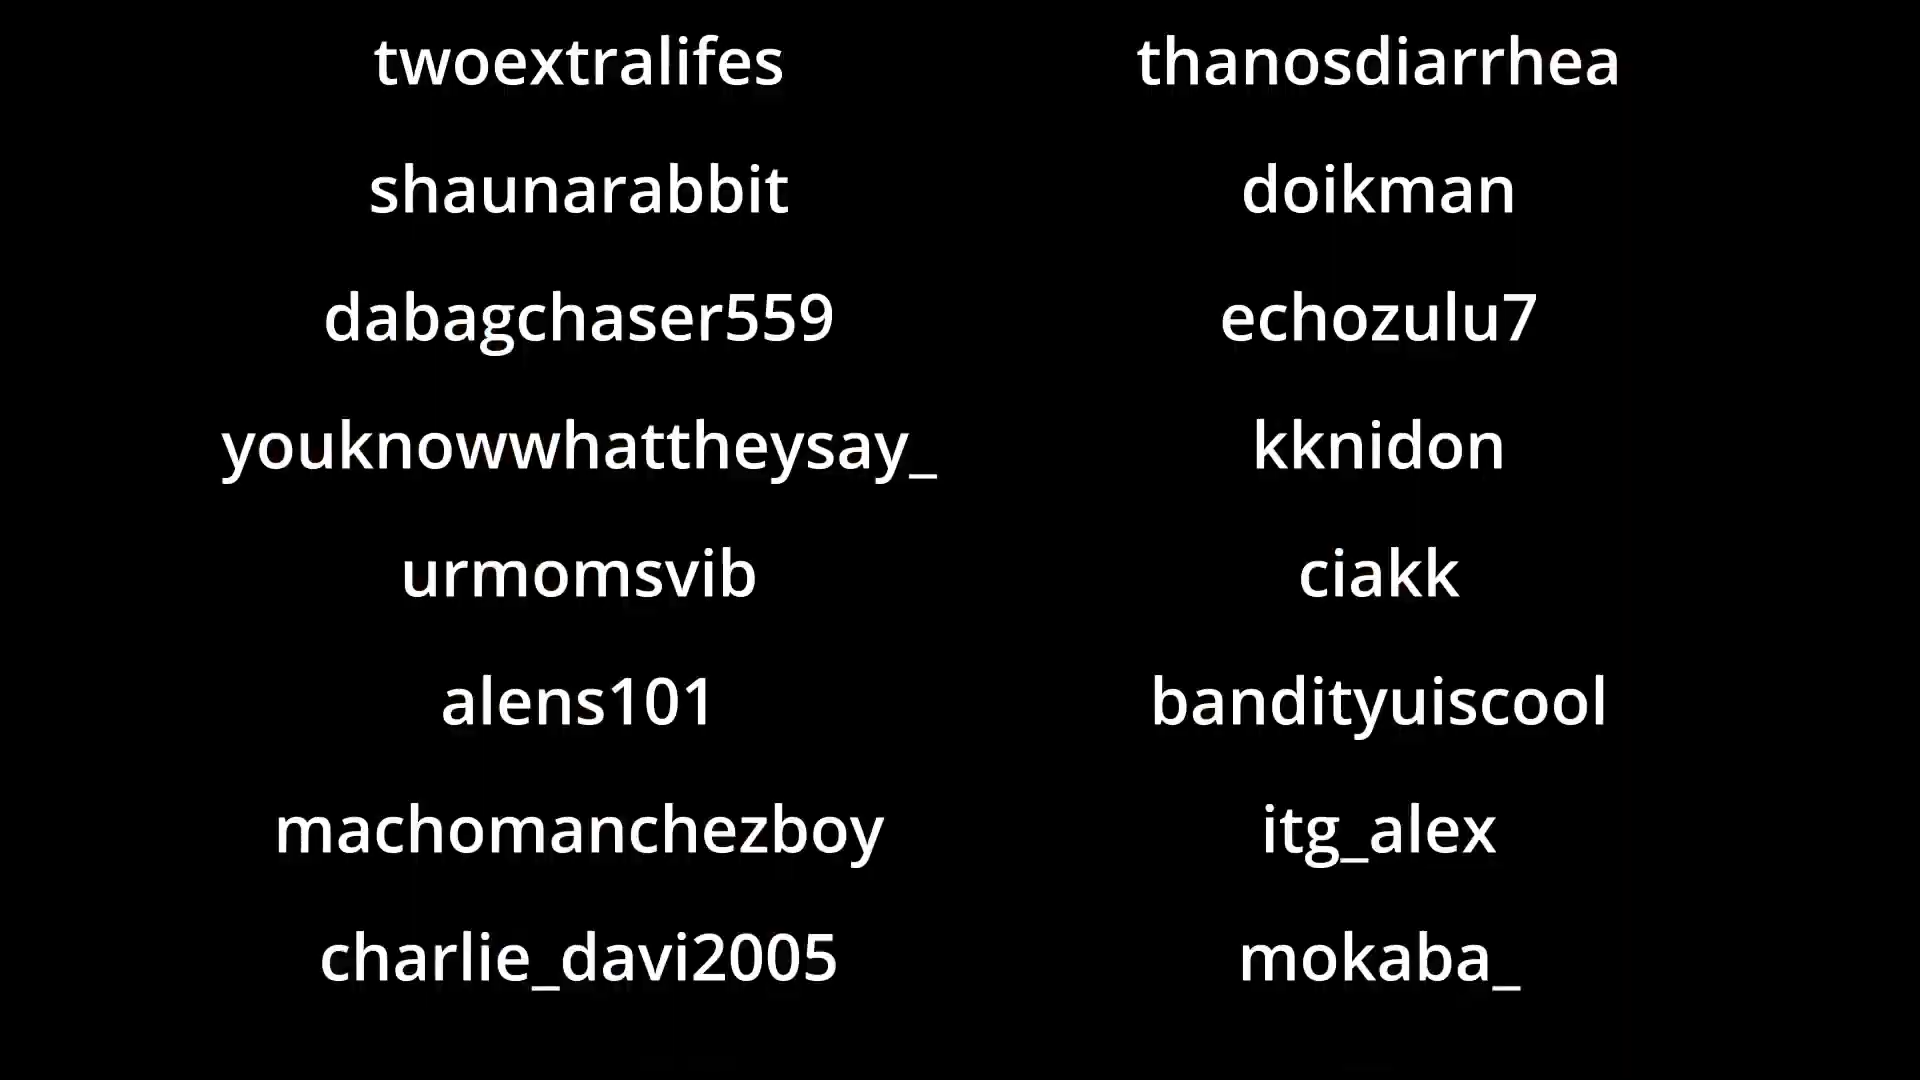 twoextralifes thanosdiarrhea
shaunarabbit doikman
dabagchaser559 echozulu7
youknowwhattheysay_ kknidon
urmomsvib ciakk
alens101 bandityuiscool
machomanchezboy itg_alex
charlie_davi2005 mokaba_